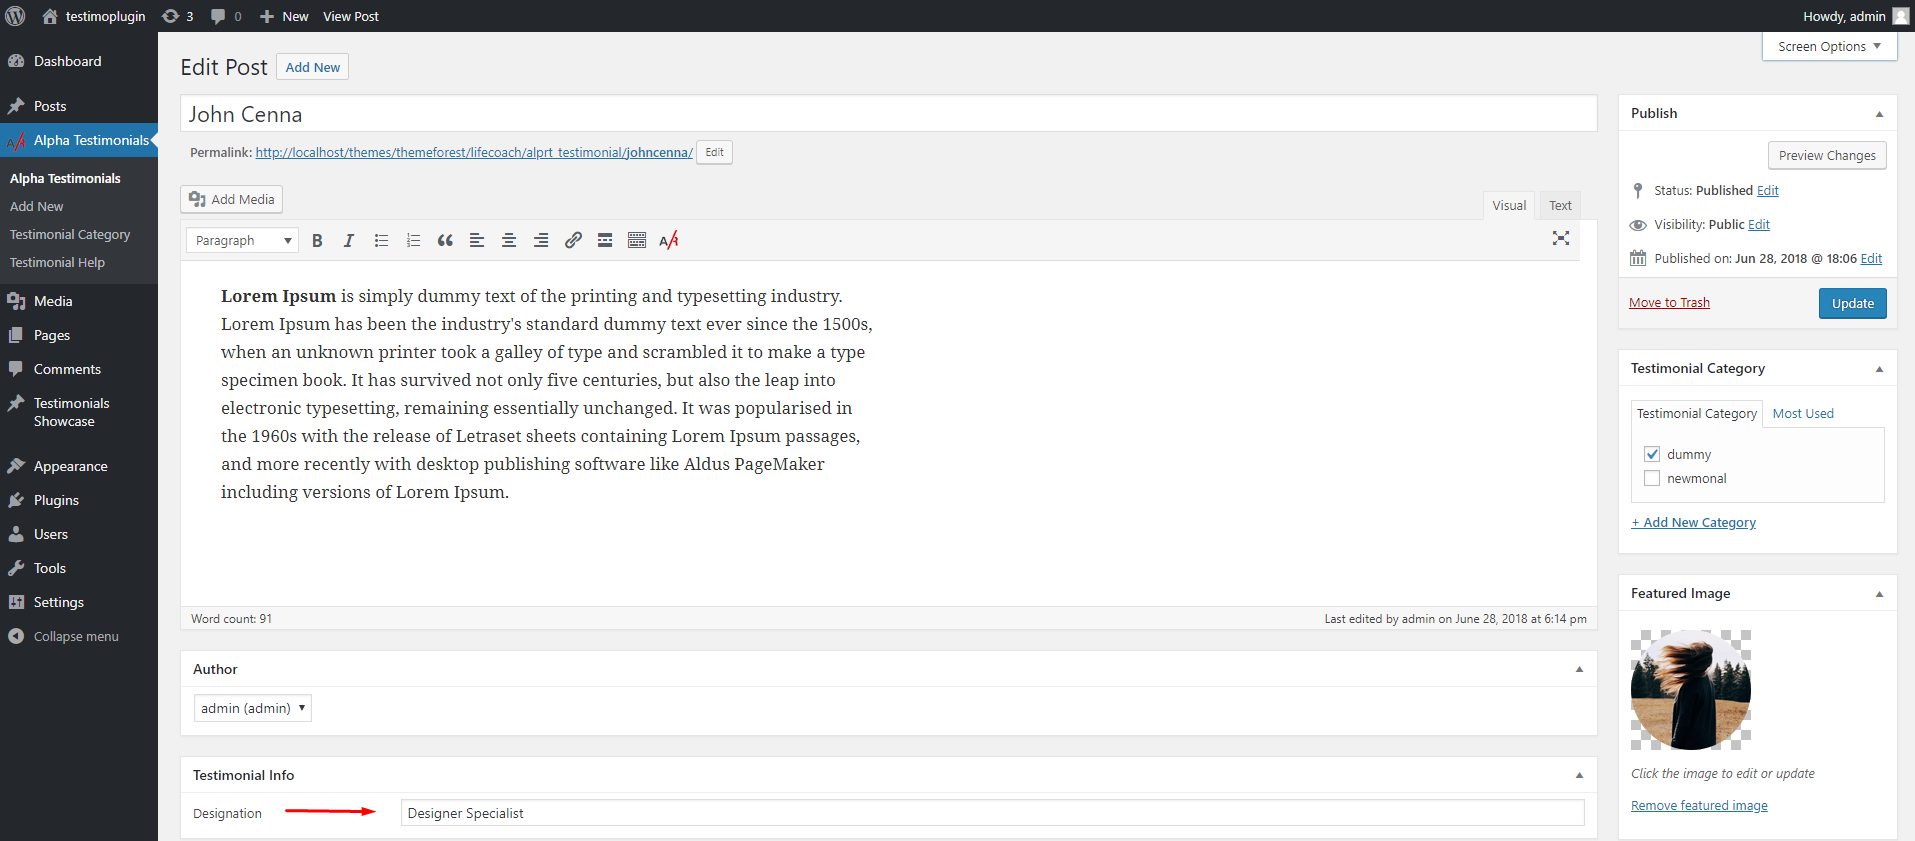 testimoplugin 3 0 New View Post Howdy, admin
Screen Options
Dashboard
Posts
Alpha Testimonials
Alpha Testimonials
Add New
Testimonial Category
Testimonial Help
Media
Pages
Comments
Testimonials
Showcase
Appearance
Plugins
Users
Tools
Settings
Collapse menu
Edit Post Add New
John Cenna
Permalink: http://localhost/themes/themeforest/lifecoach/alprt_testimonial/johncenna/ Edit
Add Media
Visual Text
Paragraph B I
Lorem Ipsum is simply dummy text of the printing and typesetting industry.
Lorem Ipsum has been the industry's standard dummy text ever since the 1500s,
when an unknown printer took a galley of type and scrambled it to make a type
specimen book. It has survived not only five centuries, but also the leap into
electronic typesetting, remaining essentially unchanged. It was popularised in
the 1960s with the release of Letraset sheets containing Lorem Ipsum passages,
and more recently with desktop publishing software like Aldus PageMaker
including versions of Lorem Ipsum.
Word count: 91 Last edited by admin on June 28, 2018 at 6:14 pm
Author
admin (admin)
Testimonial Info
Designation Designer Specialist
Publish
Preview Changes
Status: Published Edit
Visibility: Public Edit
Published on: Jun 28, 2018 @ 18:06 Edit
Move to Trash Update
Testimonial Category
Testimonial Category Most Used
dummy
newmonal
+ Add New Category
Featured Image
Click the image to edit or update
Remove featured image